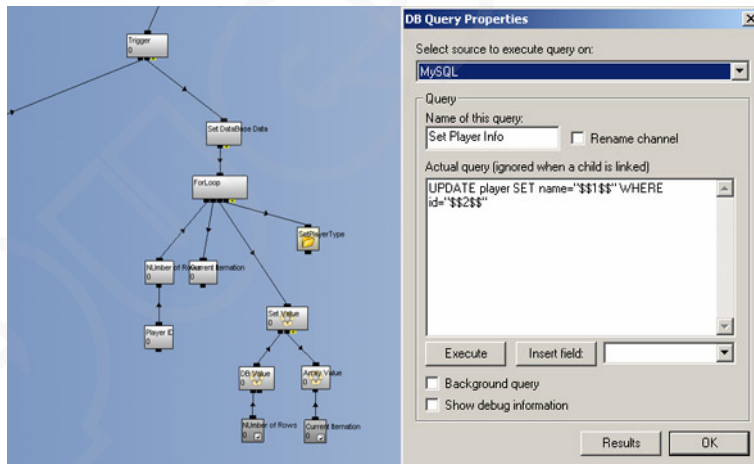 Trigger
0
Set DataBase Data
ForLoop
SetPlayerType
NUmber of Rows
0
Current Iternation
0
Player ID
0
Set Value
0
DB Value
0
Array Value
0
NUmber of Rows
0
Current Iternation
0
DB Query Properties
Select source to execute query on:
MySQL
Query
Name of this query:
Set Player Info
Rename channel
Actual query (ignored when a child is linked)
UPDATE player SET name="$$1$$" WHERE
id="$$2$$"
Execute
Insert field:
Background query
Show debug information
Results
OK